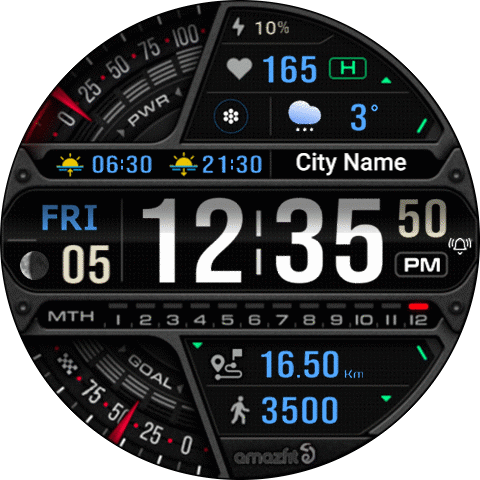 10%
0 25 50 75 100
165 H
PWR
3°
06:30 21:30 City Name
FRI 12:35 50
05 PM
MTH 1 2 3 4 5 6 7 8 9 10 11 12
GOAL
16.50 Km
75 50 25 0
3500
amazfit